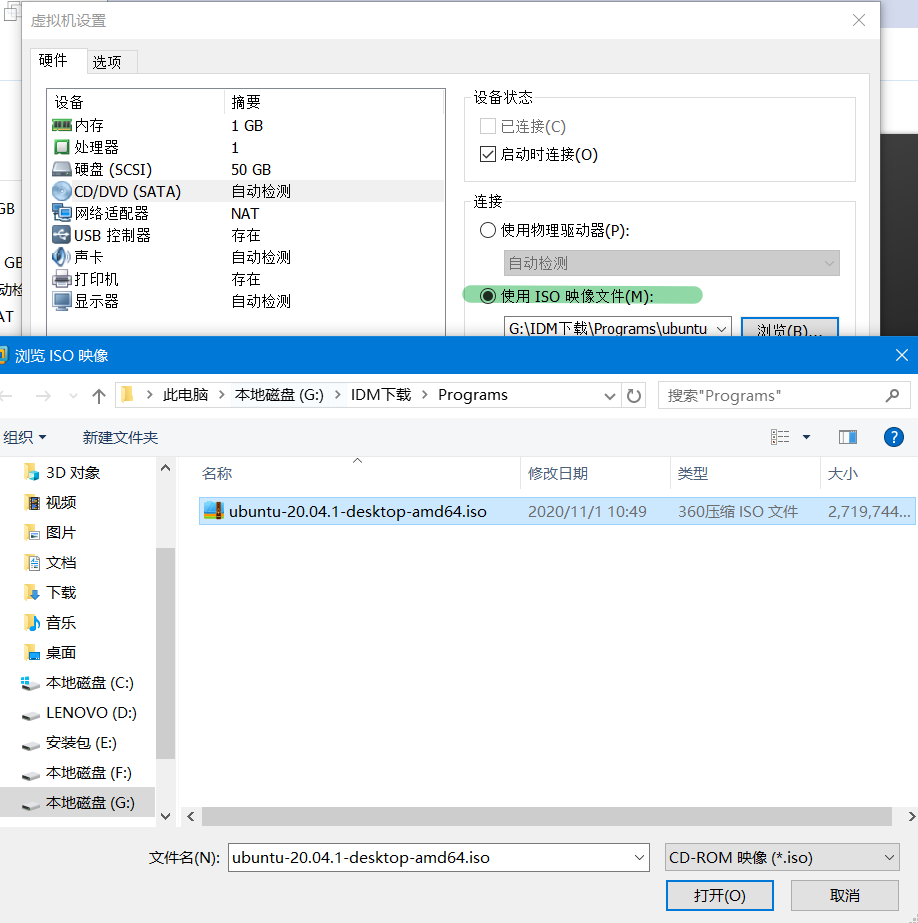 虚拟机设置
硬件 选项
设备 摘要
内存 1 GB
处理器 1
硬盘 (SCSI) 50 GB
CD/DVD (SATA) 自动检测
网络适配器 NAT
USB 控制器 存在
声卡 自动检测
打印机 存在
显示器 自动检测
设备状态
已连接(C)
启动时连接(O)
连接
使用物理驱动器(P):
自动检测
使用 ISO 映像文件(M):
G:\IDM下载\Programs\ubuntu 浏览(B)...
GB
GB
动检
AT
浏览 ISO 映像
此电脑 > 本地磁盘 (G:) > IDM下载 > Programs
搜索"Programs"
组织 新建文件夹
名称 修改日期 类型 大小
ubuntu-20.04.1-desktop-amd64.iso 2020/11/1 10:49 360压缩 ISO 文件 2,719,744...
3D 对象
视频
图片
文档
下载
音乐
桌面
本地磁盘 (C:)
LENOVO (D:)
安装包 (E:)
本地磁盘 (F:)
本地磁盘 (G:)
文件名(N): ubuntu-20.04.1-desktop-amd64.iso CD-ROM 映像 (*.iso)
打开(O) 取消